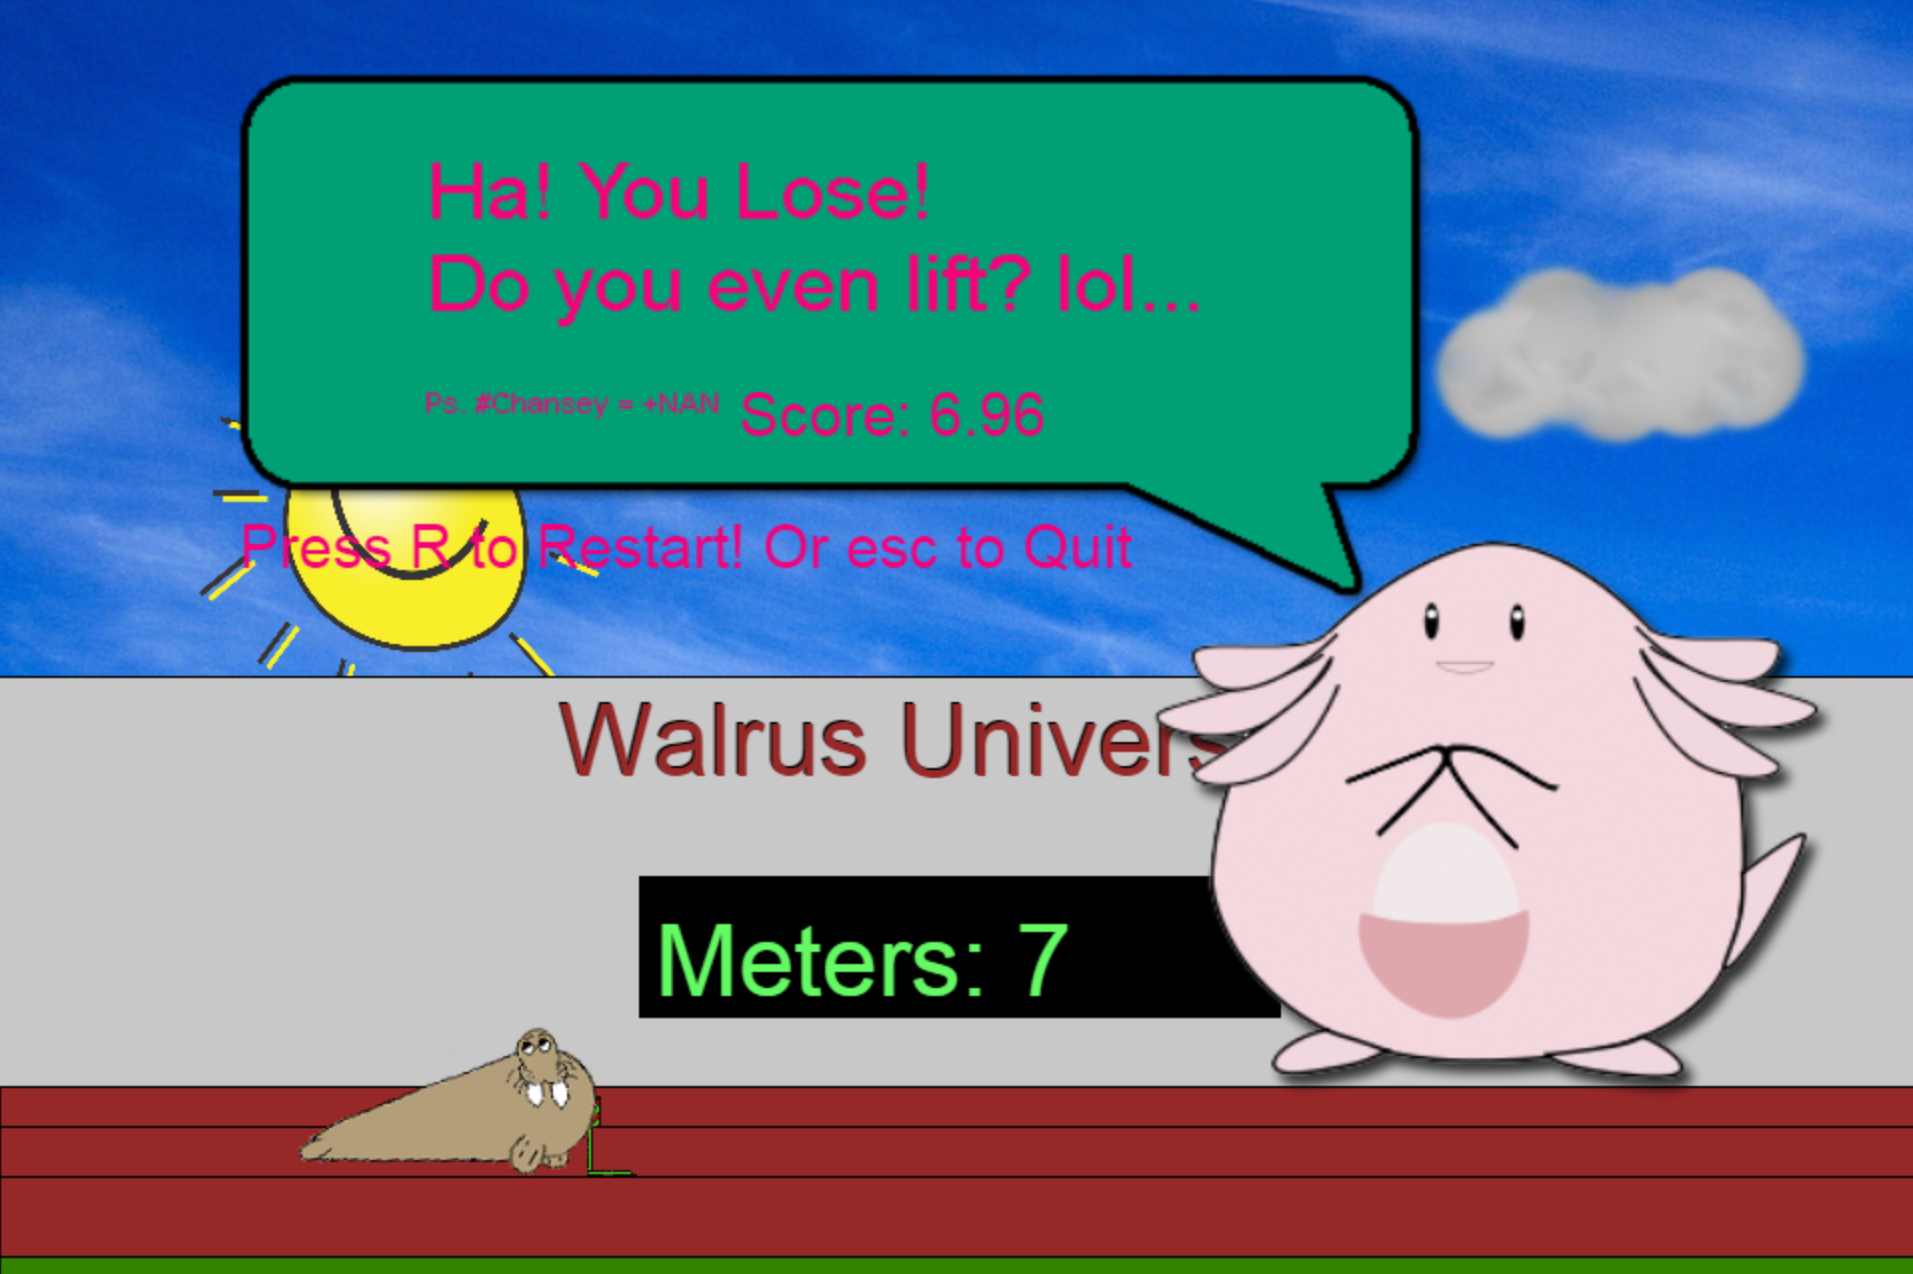 Ha! You Lose!
Do you even lift? lol...
Ps. #Chansey = +NAN
Score: 6.96
Press R to Restart! Or esc to Quit
Walrus Univers
Meters: 7